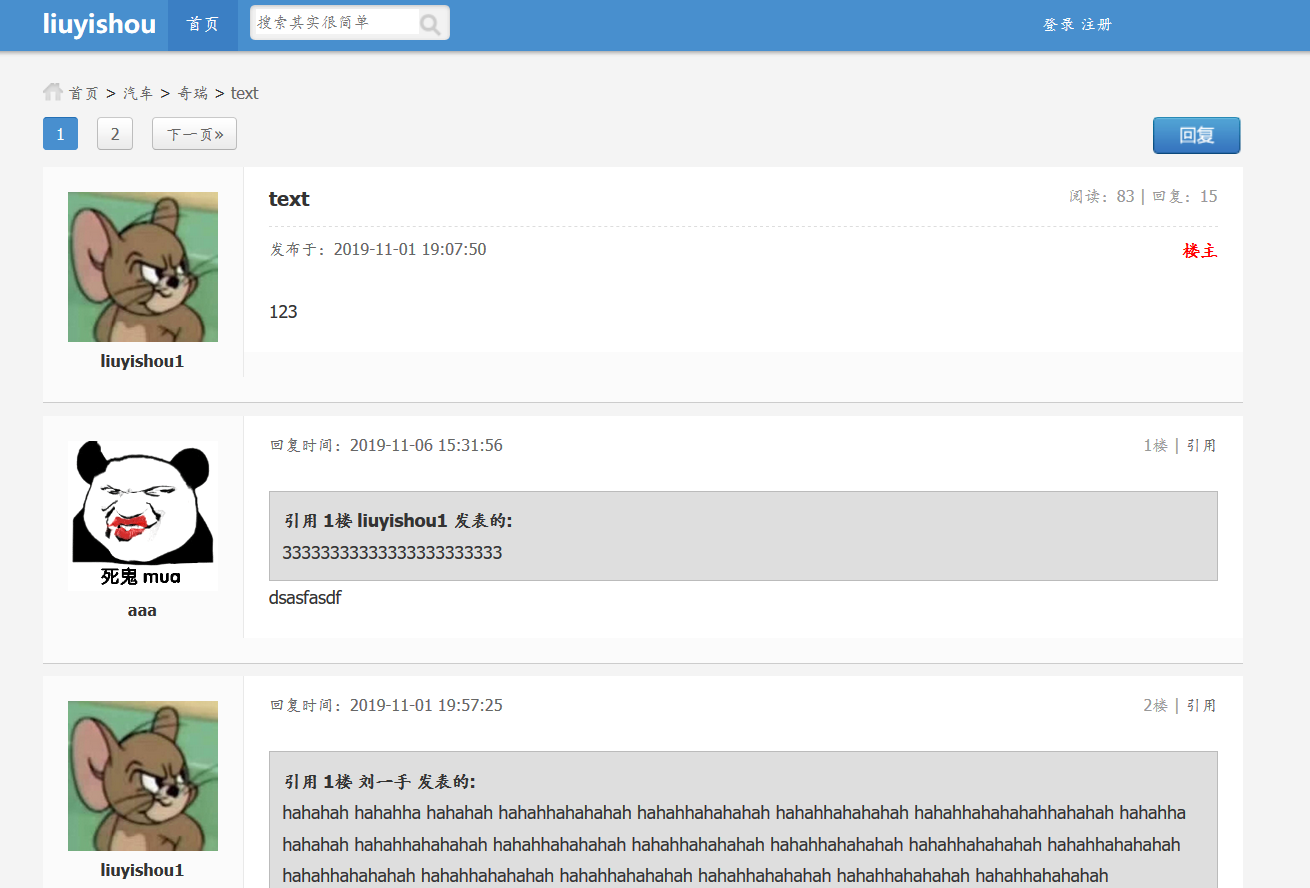 liuyishou 首页 搜索其实很简单 登录 注册
首页 > 汽车 > 奇瑞 > text
1 2 下一页» 回复
text 阅读：83 | 回复：15
发布于：2019-11-01 19:07:50 楼主
123
liuyishou1
回复时间：2019-11-06 15:31:56 1楼 | 引用
引用 1楼 liuyishou1 发表的:
33333333333333333333333
dsasfasdf
死鬼 mua
aaa
回复时间：2019-11-01 19:57:25 2楼 | 引用
引用 1楼 刘一手 发表的:
hahahah hahahha hahahah hahahhahahahah hahahhahahahah hahahhahahahah hahahhahahahahhahahah hahahha
hahahah hahahhahahahah hahahhahahahah hahahhahahahah hahahhahahahah hahahhahahahah hahahhahahahah
hahahhahahahah hahahhahahahah hahahhahahahah hahahhahahahah hahahhahahahah hahahhahahahah
liuyishou1